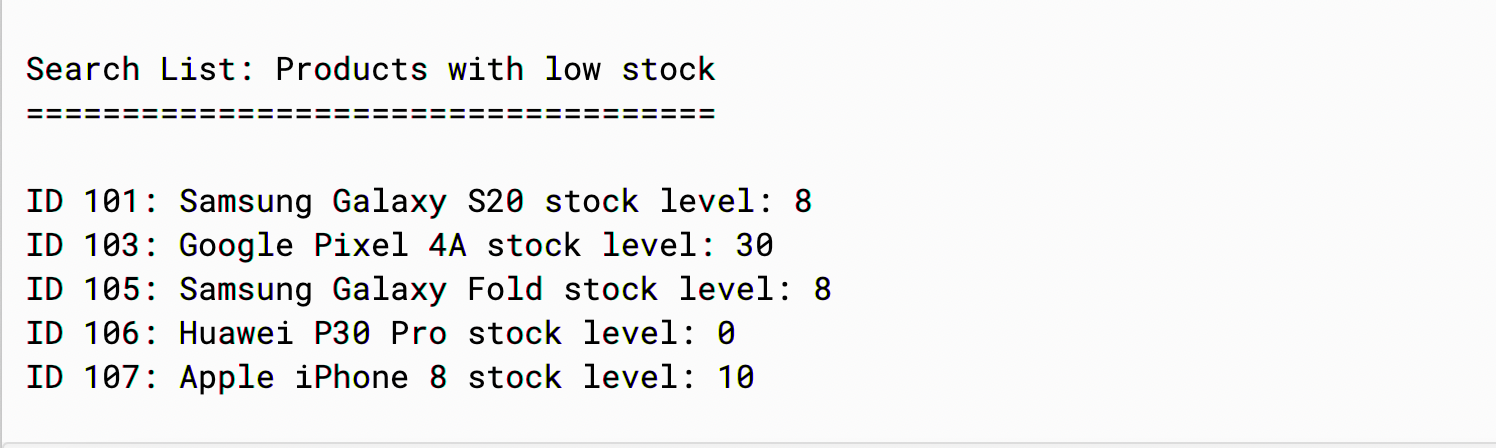 Search List: Products with low stock
====================================
ID 101: Samsung Galaxy S20 stock level: 8
ID 103: Google Pixel 4A stock level: 30
ID 105: Samsung Galaxy Fold stock level: 8
ID 106: Huawei P30 Pro stock level: 0
ID 107: Apple iPhone 8 stock level: 10